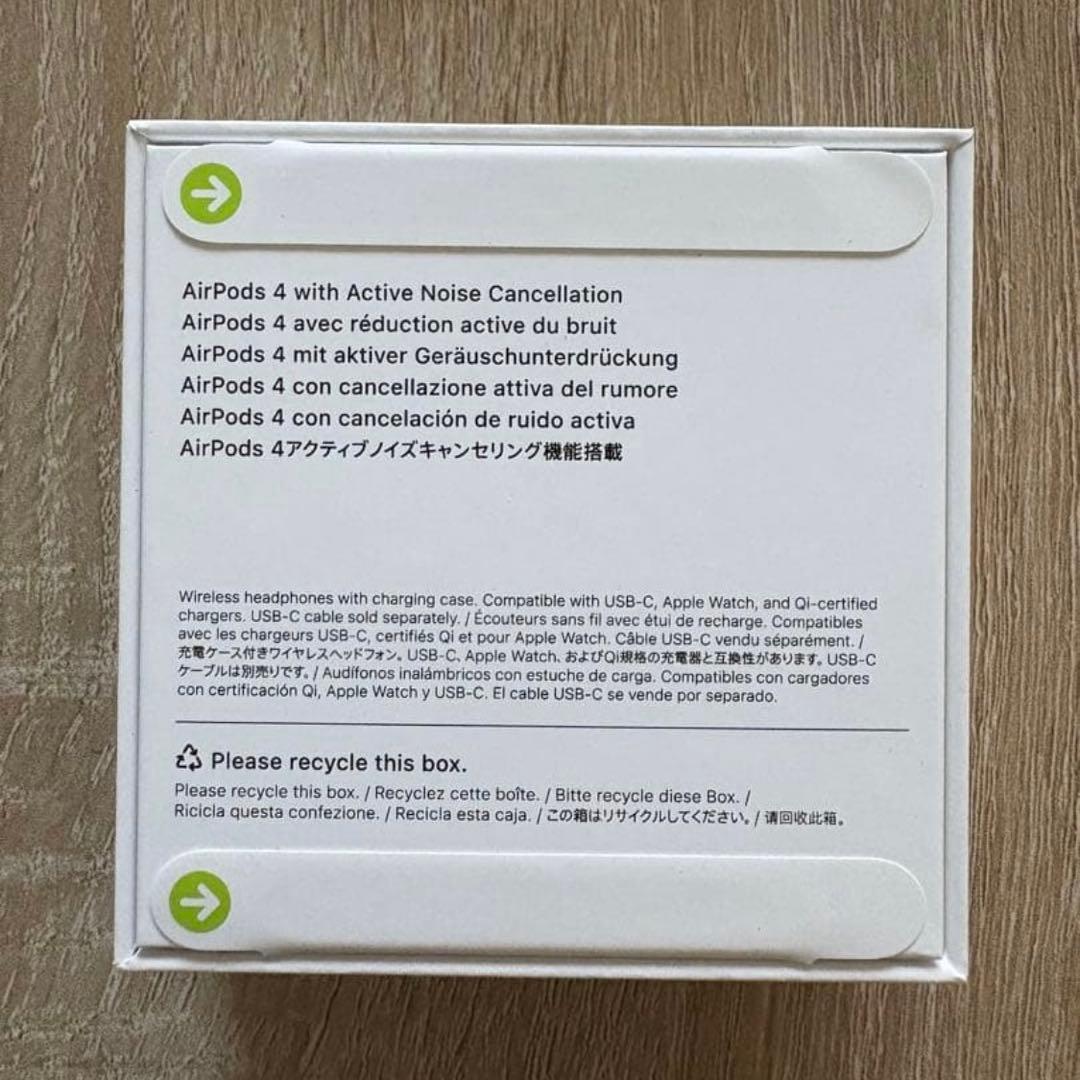 AirPods 4 with Active Noise Cancellation
AirPods 4 avec réduction active du bruit
AirPods 4 mit aktiver Geräuschunterdrückung
AirPods 4 con cancellazione attiva del rumore
AirPods 4 con cancelación de ruido activa
AirPods 4アクティブノイズキャンセリング機能搭載
Wireless headphones with charging case. Compatible with USB-C, Apple Watch, and Qi-certified
chargers. USB-C cable sold separately. / Écouteurs sans fil avec étui de recharge. Compatibles
avec les chargeurs USB-C, certifiés Qi et pour Apple Watch. Câble USB-C vendu séparément. /
充電ケース付きワイヤレスヘッドフォン。USB-C、Apple Watch、およびQi規格の充電器と互換性があります。USB-C
ケーブルは別売りです。/ Audífonos inalámbricos con estuche de carga. Compatibles con cargadores
con certificación Qi, Apple Watch y USB-C. El cable USB-C se vende por separado.
Please recycle this box.
Please recycle this box. / Recyclez cette boîte. / Bitte recycle diese Box. /
Ricicla questa confezione. / Recicla esta caja. / この箱はリサイクルしてください。/ 请回收此箱。